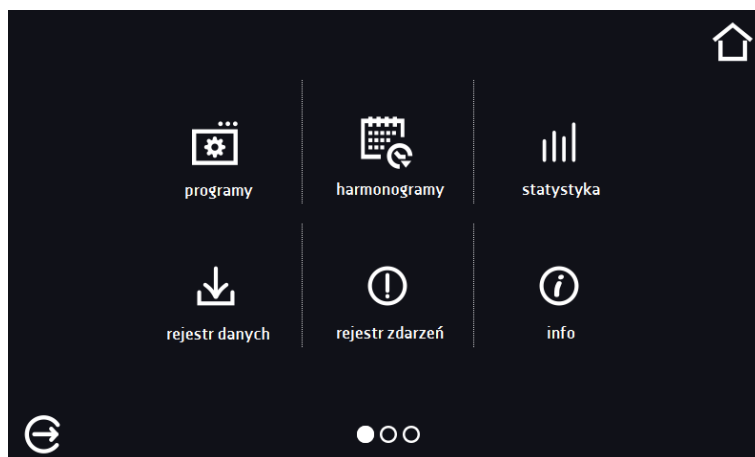 programy
harmonogramy
statystyka
rejestr danych
rejestr zdarzeń
info